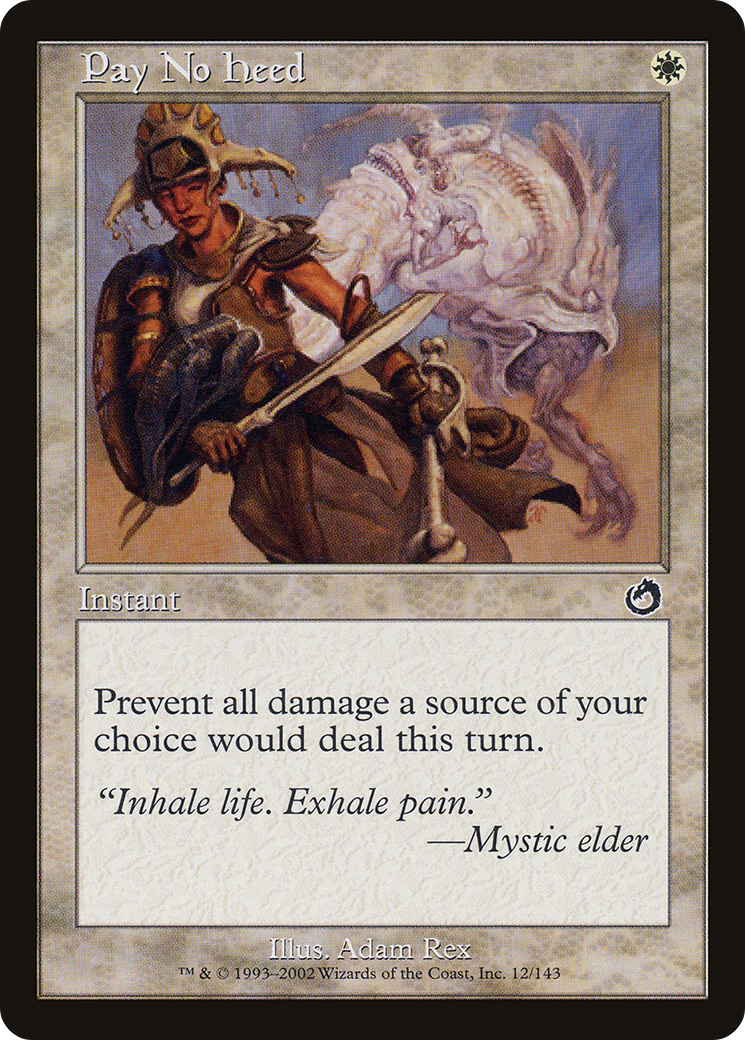 Pay No Heed
Instant
Prevent all damage a source of your
choice would deal this turn.
“Inhale life. Exhale pain.”
—Mystic elder
Illus. Adam Rex
™ & © 1993–2002 Wizards of the Coast, Inc. 12/143